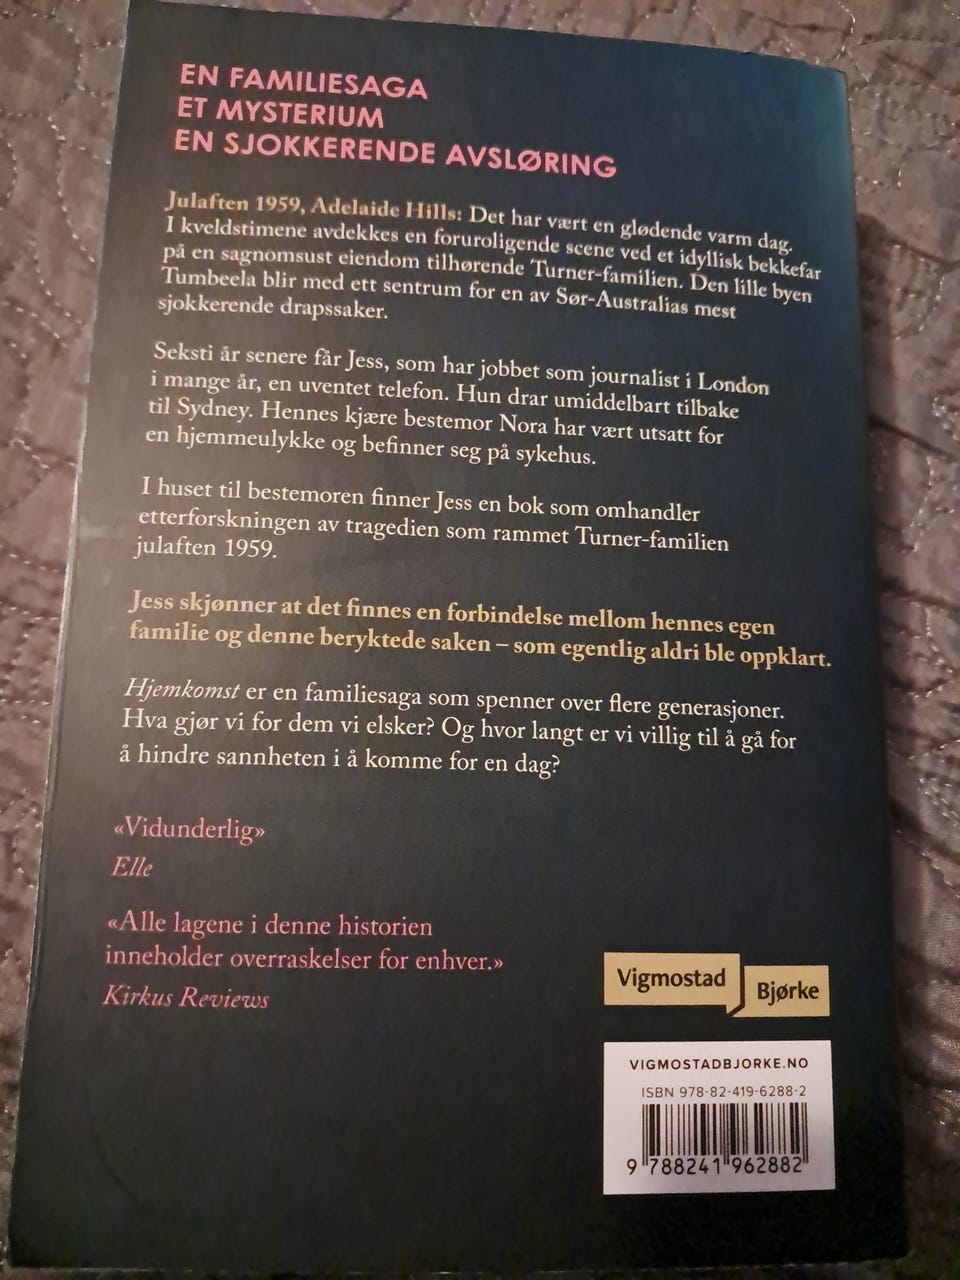 EN FAMILIESAGA
ET MYSTERIUM
EN SJOKKERENDE AVSLØRING
Julaften 1959, Adelaide Hills: Det har vært en glødende varm dag.
I kveldstimene avdekkes en foruroligende scene ved et idyllisk bekkefar
på en sagnomsust eiendom tilhørende Turner-familien. Den lille byen
Tumbeela blir med ett sentrum for en av Sør-Australias mest
sjokkerende drapssaker.
Seksti år senere får Jess, som har jobbet som journalist i London
i mange år, en uventet telefon. Hun drar umiddelbart tilbake
til Sydney. Hennes kjære bestemor Nora har vært utsatt for
en hjemmeulykke og befinner seg på sykehus.
I huset til bestemoren finner Jess en bok som omhandler
etterforskningen av tragedien som rammet Turner-familien
julaften 1959.
Jess skjønner at det finnes en forbindelse mellom hennes egen
familie og denne beryktede saken – som egentlig aldri ble oppklart.
Hjemkomst er en familiesaga som spenner over flere generasjoner.
Hva gjør vi for dem vi elsker? Og hvor langt er vi villig til å gå for
å hindre sannheten i å komme for en dag?
«Vidunderlig»
Elle
«Alle lagene i denne historien
inneholder overraskelser for enhver.»
Kirkus Reviews
Vigmostad
Bjørke
VIGMOSTADBJORKE.NO
ISBN 978-82-419-6288-2
9 788241 962882